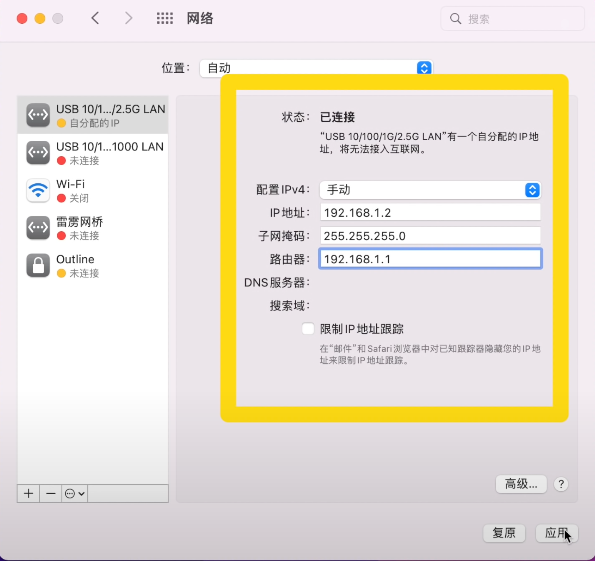 网络
搜索
位置： 自动
USB 10/1.../2.5G LAN
自分配的 IP
USB 10/1...1000 LAN
未连接
Wi-Fi
关闭
雷雳网桥
未连接
Outline
未连接
状态： 已连接
“USB 10/100/1G/2.5G LAN”有一个自分配的 IP 地
址，将无法接入互联网。
配置 IPv4： 手动
IP 地址： 192.168.1.2
子网掩码： 255.255.255.0
路由器： 192.168.1.1
DNS 服务器：
搜索域：
限制 IP 地址跟踪
在“邮件”和 Safari 浏览器中对已知跟踪器隐藏您的 IP 地
址来限制 IP 地址跟踪。
高级... ?
复原 应用